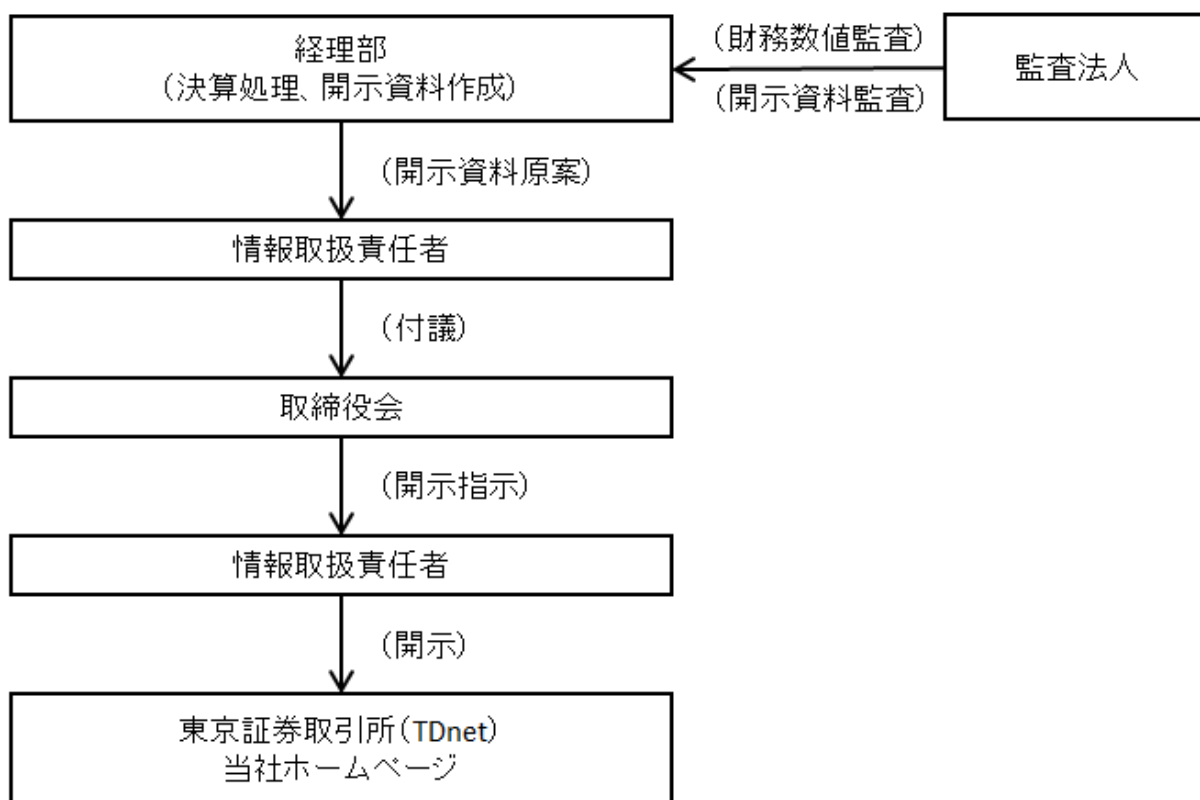 経理部
(決算処理、開示資料作成)
(財務数値監査)
(開示資料監査)
監査法人
(開示資料原案)
情報取扱責任者
(付議)
取締役会
(開示指示)
情報取扱責任者
(開示)
東京証券取引所(TDnet)
当社ホームページ